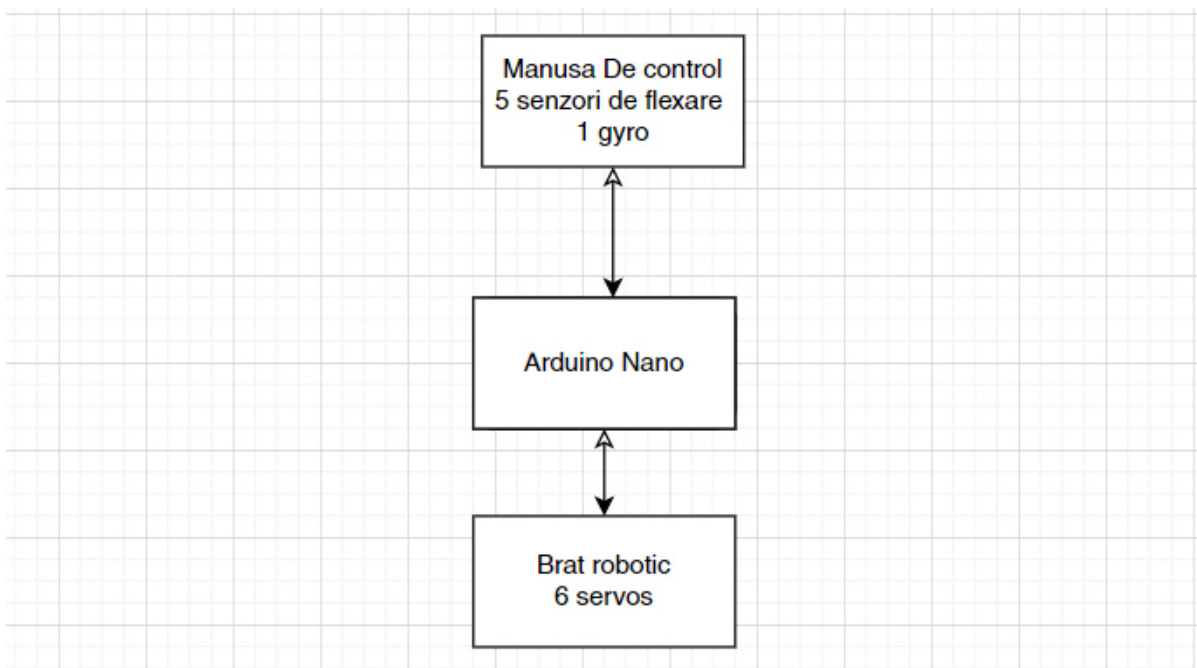 Manusa De control
5 senzori de flexare
1 gyro
Arduino Nano
Brat robotic
6 servos